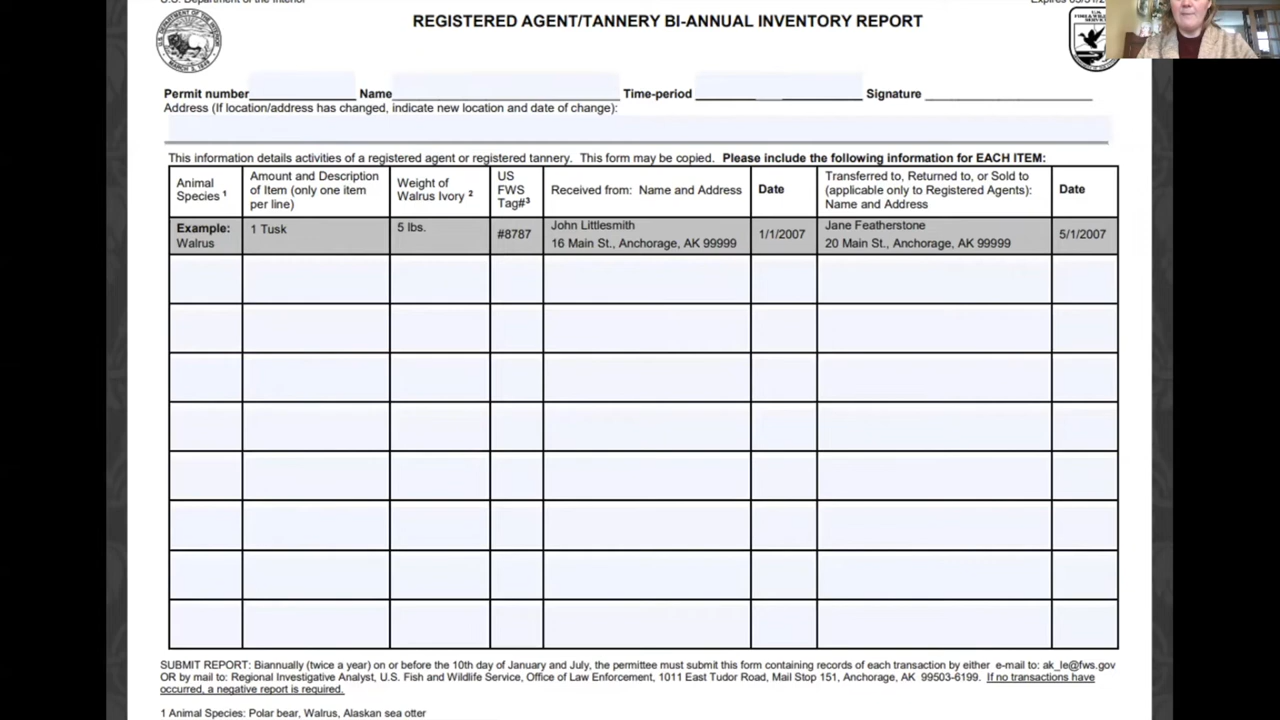 U.S. Department of the Interior
REGISTERED AGENT/TANNERY BI-ANNUAL INVENTORY REPORT
Permit number Name Time-period Signature
Address (If location/address has changed, indicate new location and date of change):
This information details activities of a registered agent or registered tannery. This form may be copied. Please include the following information for EACH ITEM:
Animal Species 1
Amount and Description of Item (only one item per line)
Weight of Walrus Ivory 2
US FWS Tag#3
Received from: Name and Address
Date
Transferred to, Returned to, or Sold to (applicable only to Registered Agents): Name and Address
Date
Example: Walrus
1 Tusk
5 lbs.
#8787
John Littlesmith
16 Main St., Anchorage, AK 99999
1/1/2007
Jane Featherstone
20 Main St., Anchorage, AK 99999
5/1/2007
SUBMIT REPORT: Biannually (twice a year) on or before the 10th day of January and July, the permittee must submit this form containing records of each transaction by either e-mail to: ak_le@fws.gov
OR by mail to: Regional Investigative Analyst, U.S. Fish and Wildlife Service, Office of Law Enforcement, 1011 East Tudor Road, Mail Stop 151, Anchorage, AK 99503-6199. If no transactions have
occurred, a negative report is required.
1 Animal Species: Polar bear, Walrus, Alaskan sea otter